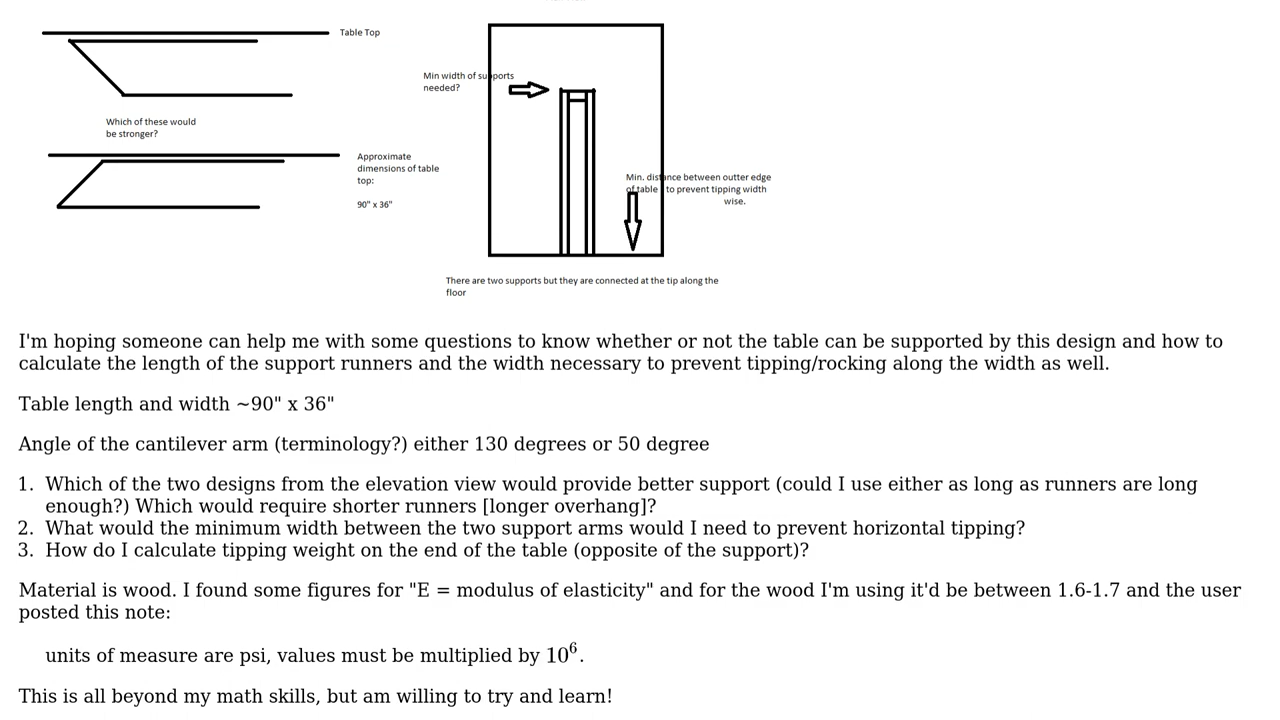 Table Top
Min width of supports
needed?
Which of these would
be stronger?
Approximate
dimensions of table
top:
90" x 36"
Min. distance between outter edge
of table to prevent tipping width
wise.
There are two supports but they are connected at the tip along the
floor
I'm hoping someone can help me with some questions to know whether or not the table can be supported by this design and how to
calculate the length of the support runners and the width necessary to prevent tipping/rocking along the width as well.
Table length and width ~90" x 36"
Angle of the cantilever arm (terminology?) either 130 degrees or 50 degree
1. Which of the two designs from the elevation view would provide better support (could I use either as long as runners are long
enough?) Which would require shorter runners [longer overhang]?
2. What would the minimum width between the two support arms would I need to prevent horizontal tipping?
3. How do I calculate tipping weight on the end of the table (opposite of the support)?
Material is wood. I found some figures for "E = modulus of elasticity" and for the wood I'm using it'd be between 1.6-1.7 and the user
posted this note:
units of measure are psi, values must be multiplied by 10⁶.
This is all beyond my math skills, but am willing to try and learn!